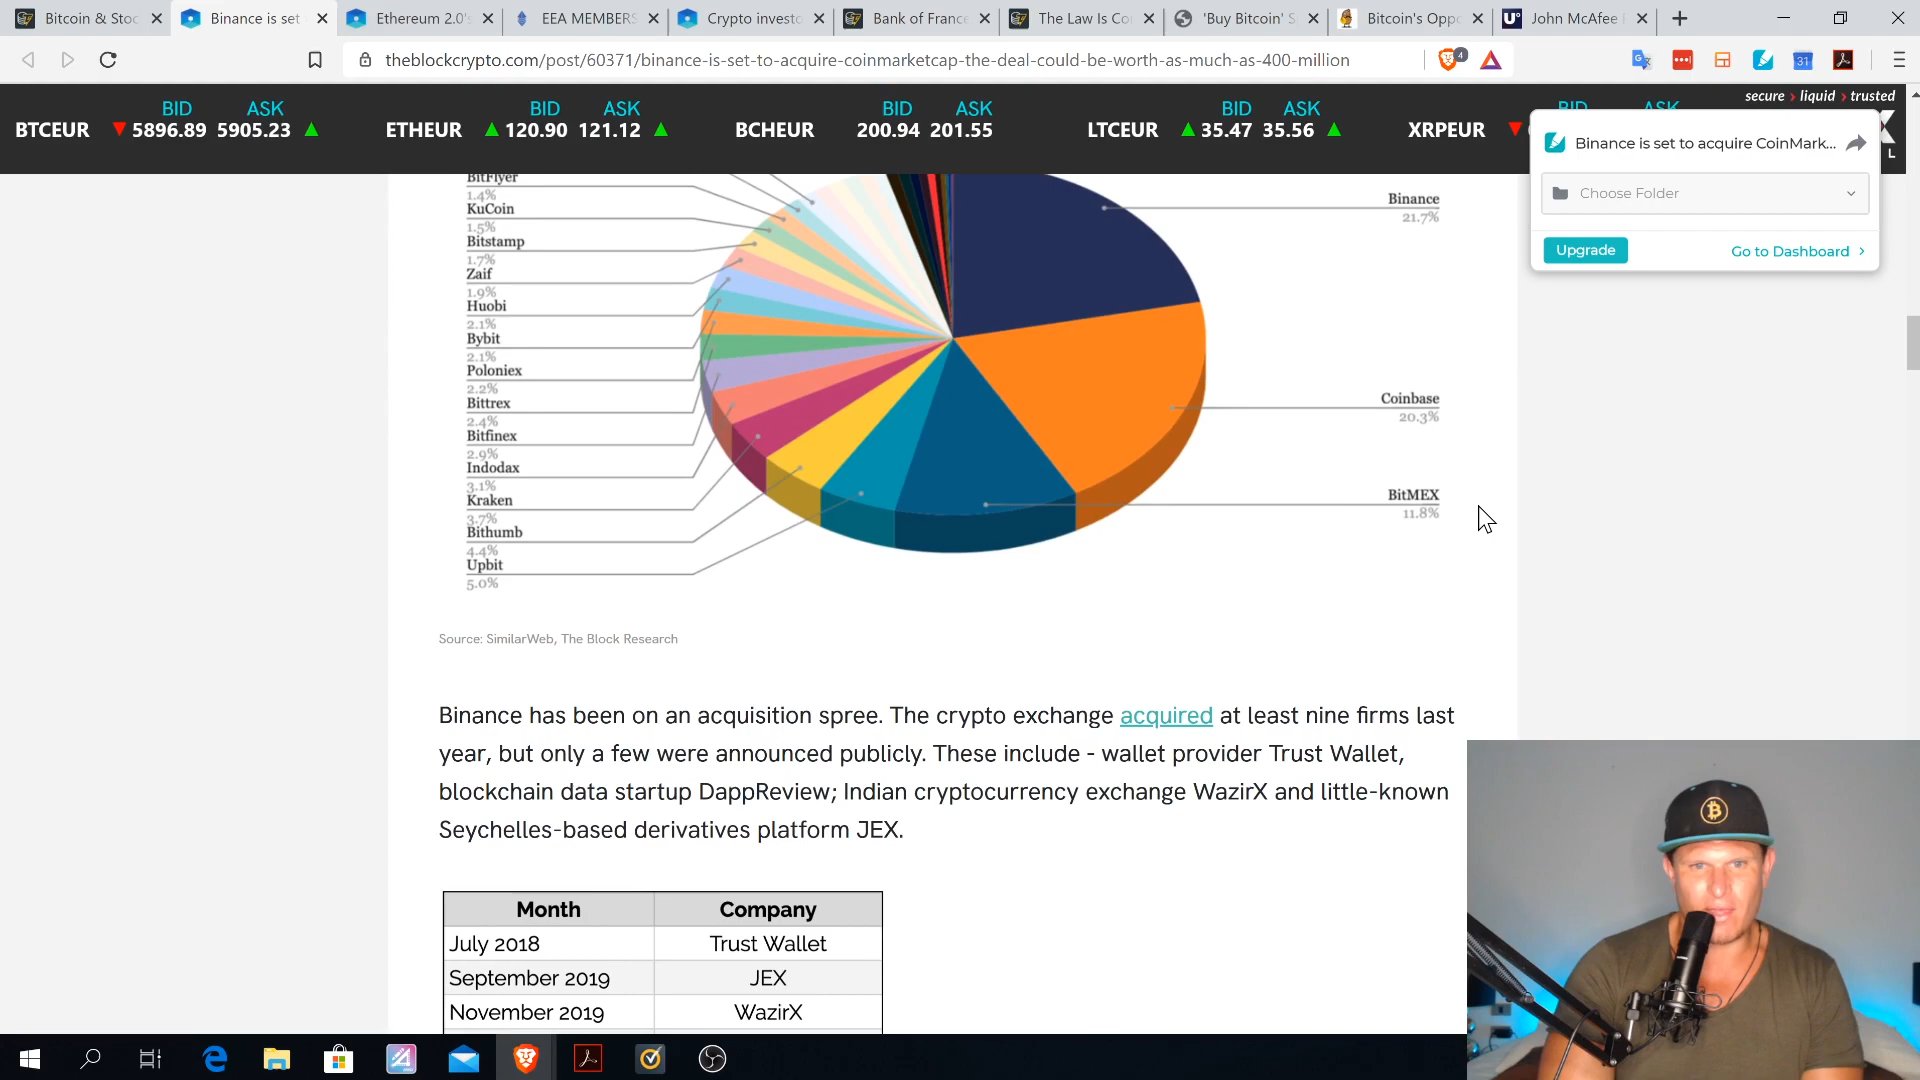 Bitcoin & Stoc
Binance is set
Ethereum 2.0's
EEA MEMBERS
Crypto investo
Bank of France
The Law Is Co
'Buy Bitcoin' S
Bitcoin's Oppo
John McAfee
theblockcrypto.com/post/60371/binance-is-set-to-acquire-coinmarketcap-the-deal-could-be-worth-as-much-as-400-million
4
31
secure › liquid › trusted
BID ASK
BTCEUR 5896.89 5905.23
BID ASK
ETHEUR 120.90 121.12
BID ASK
BCHEUR 200.94 201.55
BID ASK
LTCEUR 35.47 35.56
BID ASK
XRPEUR
Binance is set to acquire CoinMark...
Choose Folder
Upgrade
Go to Dashboard
BitFlyer
1.4%
KuCoin
1.5%
Bitstamp
1.7%
Zaif
1.9%
Huobi
2.1%
Bybit
2.1%
Poloniex
2.2%
Bittrex
2.4%
Bitfinex
2.9%
Indodax
3.1%
Kraken
3.7%
Bithumb
4.4%
Upbit
5.0%
Binance
21.7%
Coinbase
20.3%
BitMEX
11.8%
Source: SimilarWeb, The Block Research
Binance has been on an acquisition spree. The crypto exchange acquired at least nine firms last
year, but only a few were announced publicly. These include - wallet provider Trust Wallet,
blockchain data startup DappReview; Indian cryptocurrency exchange WazirX and little-known
Seychelles-based derivatives platform JEX.
Month Company
July 2018 Trust Wallet
September 2019 JEX
November 2019 WazirX